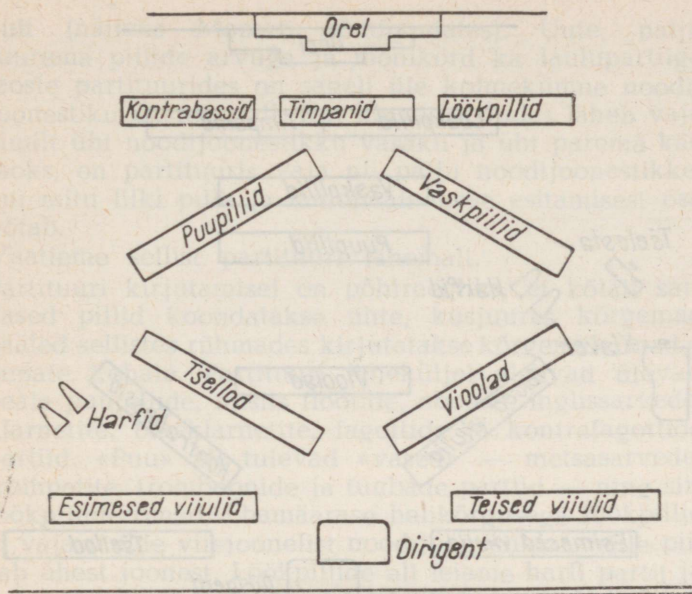 Orel
Kontrabassid
Timpanid
Löökpillid
Puupillid
Vaskpillid
Tšellod
Vioolad
Harfid
Esimesed viiulid
Teised viiulid
Dirigent